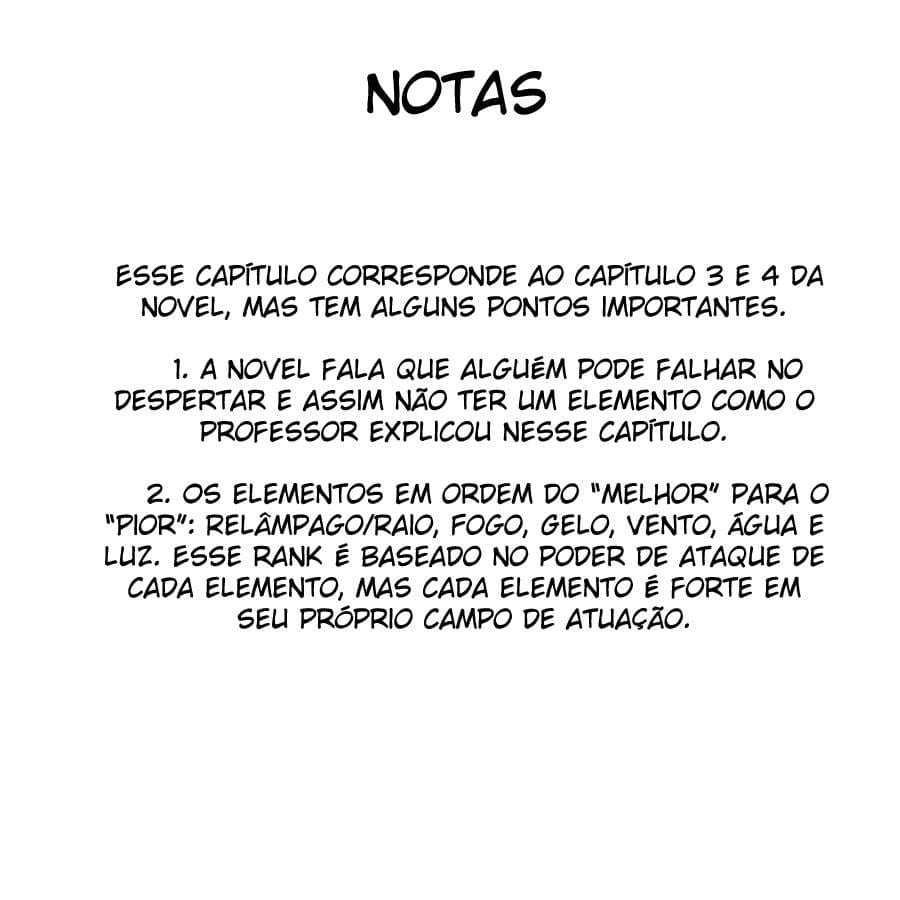 NOTAS
ESSE CAPÍTULO CORRESPONDE AO CAPÍTULO 3 E 4 DA
NOVEL, MAS TEM ALGUNS PONTOS IMPORTANTES.
1. A NOVEL FALA QUE ALGUÉM PODE FALHAR NO
DESPERTAR E ASSIM NÃO TER UM ELEMENTO COMO O
PROFESSOR EXPLICOU NESSE CAPÍTULO.
2. OS ELEMENTOS EM ORDEM DO "MELHOR" PARA O
"PIOR": RELÂMPAGO/RAIO, FOGO, GELO, VENTO, ÁGUA E
LUZ. ESSE RANK É BASEADO NO PODER DE ATAQUE DE
CADA ELEMENTO, MAS CADA ELEMENTO É FORTE EM
SEU PRÓPRIO CAMPO DE ATUAÇÃO.